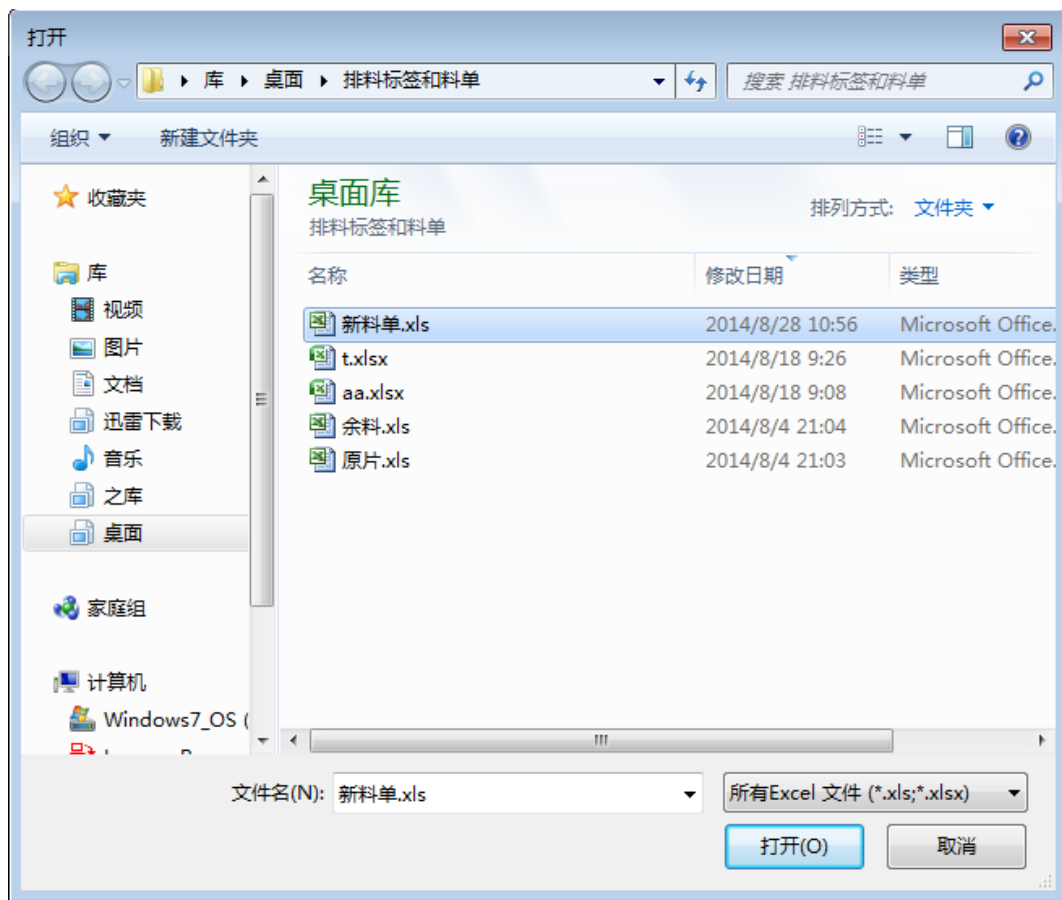 打开
库 桌面 排料标签和料单
搜索 排料标签和料单
组织 新建文件夹
收藏夹
库
视频
图片
文档
迅雷下载
音乐
之库
桌面
家庭组
计算机
Windows7_OS (
桌面库
排料标签和料单
排列方式: 文件夹
名称 修改日期 类型
新料单.xls 2014/8/28 10:56 Microsoft Office.
t.xlsx 2014/8/18 9:26 Microsoft Office.
aa.xlsx 2014/8/18 9:08 Microsoft Office.
余料.xls 2014/8/4 21:04 Microsoft Office.
原片.xls 2014/8/4 21:03 Microsoft Office.
文件名(N): 新料单.xls 所有Excel 文件 (*.xls;*.xlsx)
打开(O) 取消